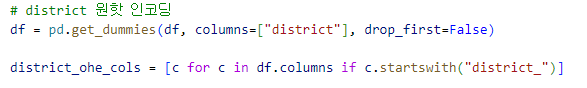 # district 원핫 인코딩
df = pd.get_dummies(df, columns=["district"], drop_first=False)
district_ohe_cols = [c for c in df.columns if c.startswith("district_")]